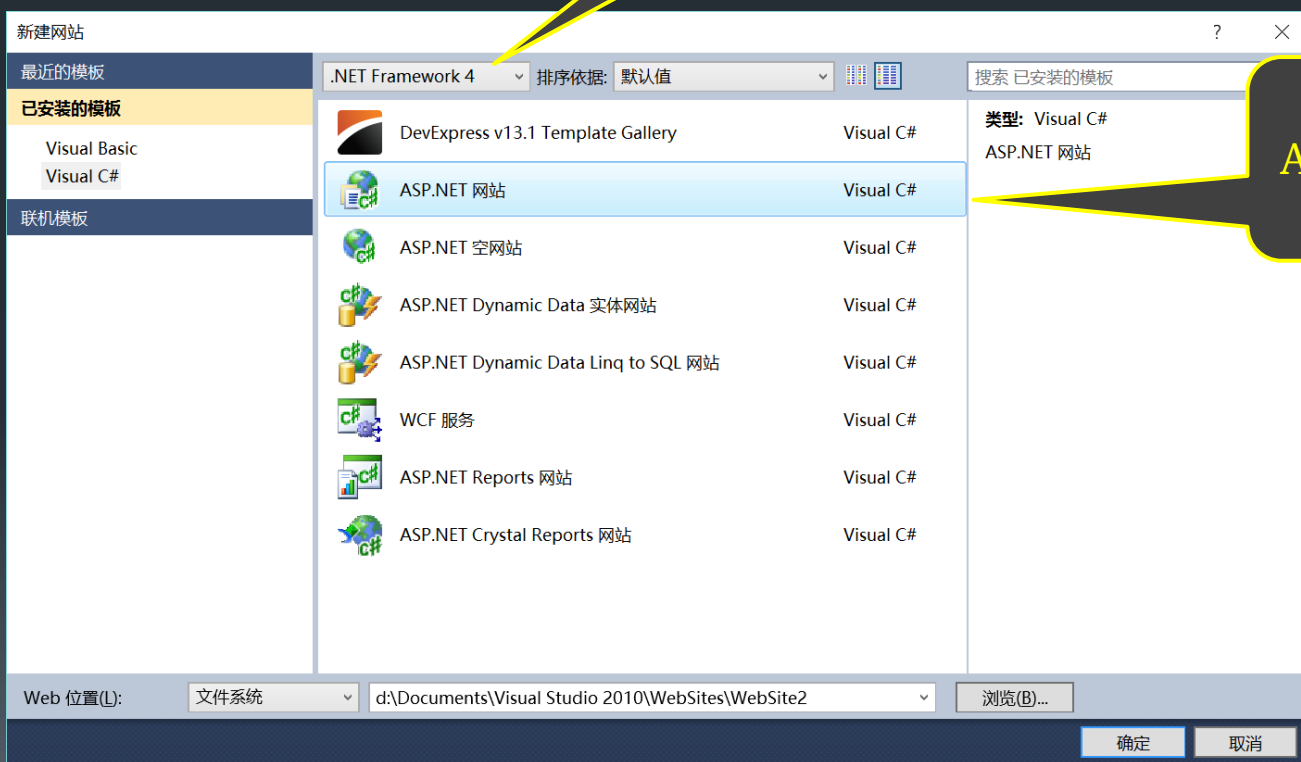 新建网站
最近的模板
已安装的模板
Visual Basic
Visual C#
联机模板
.NET Framework 4 排序依据: 默认值
搜索 已安装的模板
DevExpress v13.1 Template Gallery Visual C#
ASP.NET 网站 Visual C#
ASP.NET 空网站 Visual C#
ASP.NET Dynamic Data 实体网站 Visual C#
ASP.NET Dynamic Data Linq to SQL 网站 Visual C#
WCF 服务 Visual C#
ASP.NET Reports 网站 Visual C#
ASP.NET Crystal Reports 网站 Visual C#
类型: Visual C#
ASP.NET 网站
Web 位置(L): 文件系统 d:\Documents\Visual Studio 2010\WebSites\WebSite2 浏览(B)...
确定 取消